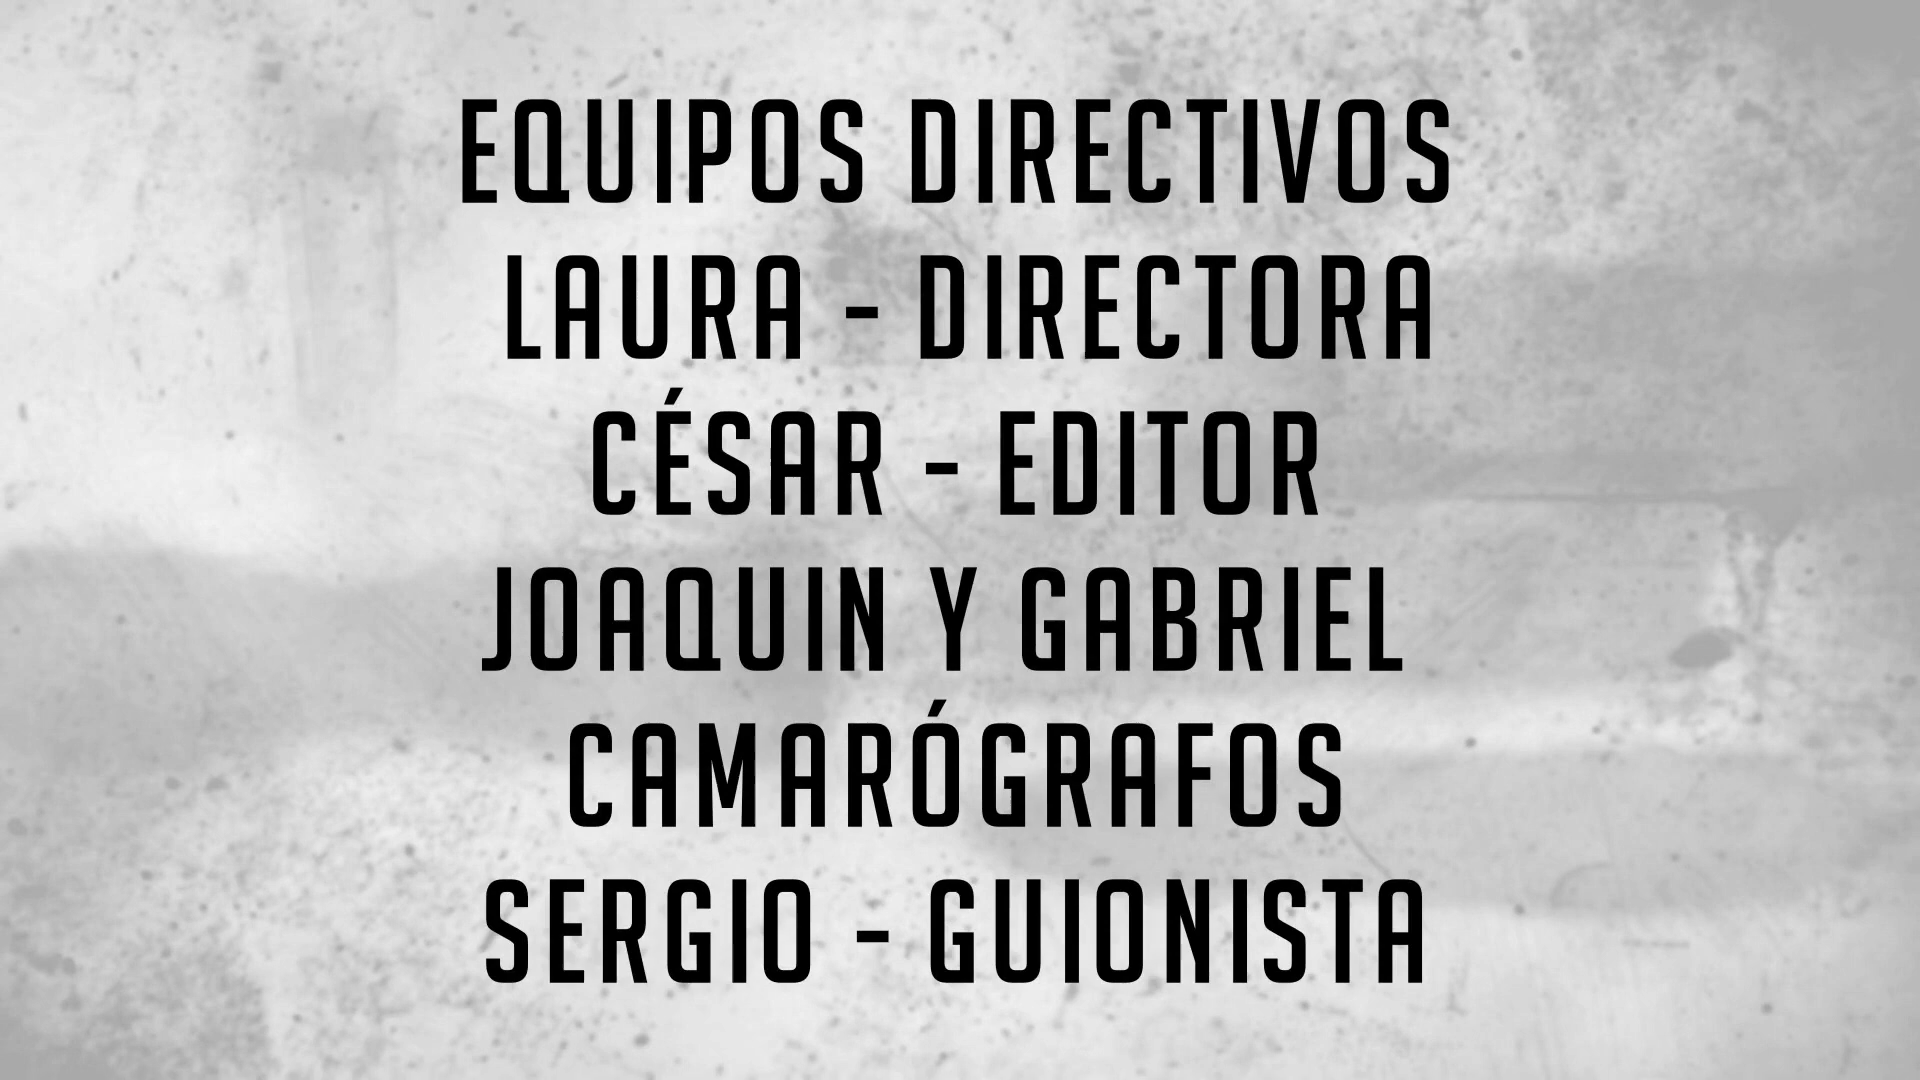 EQUIPOS DIRECTIVOS
LAURA - DIRECTORA
CÉSAR - EDITOR
JOAQUIN Y GABRIEL
CAMARÓGRAFOS
SERGIO - GUIONISTA